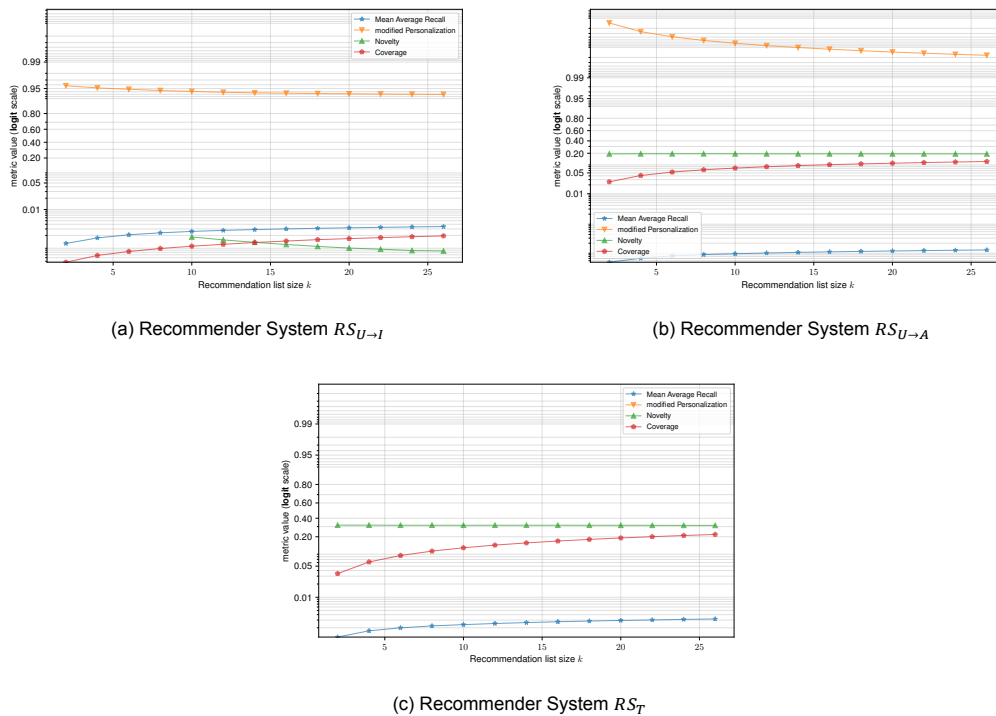 Mean Average Recall
modified Personalization
Novelty
Coverage
metric value (logit scale)
0.99
0.95
0.80
0.60
0.40
0.20
0.05
0.01
5 10 15 20 25
Recommendation list size k
(a) Recommender System RS_{U→I}
metric value (logit scale)
0.99
0.95
0.80
0.60
0.40
0.20
0.05
0.01
Mean Average Recall
modified Personalization
Novelty
Coverage
5 10 15 20 25
Recommendation list size k
(b) Recommender System RS_{U→A}
Mean Average Recall
modified Personalization
Novelty
Coverage
metric value (logit scale)
0.99
0.95
0.80
0.60
0.40
0.20
0.05
0.01
5 10 15 20 25
Recommendation list size k
(c) Recommender System RS_T